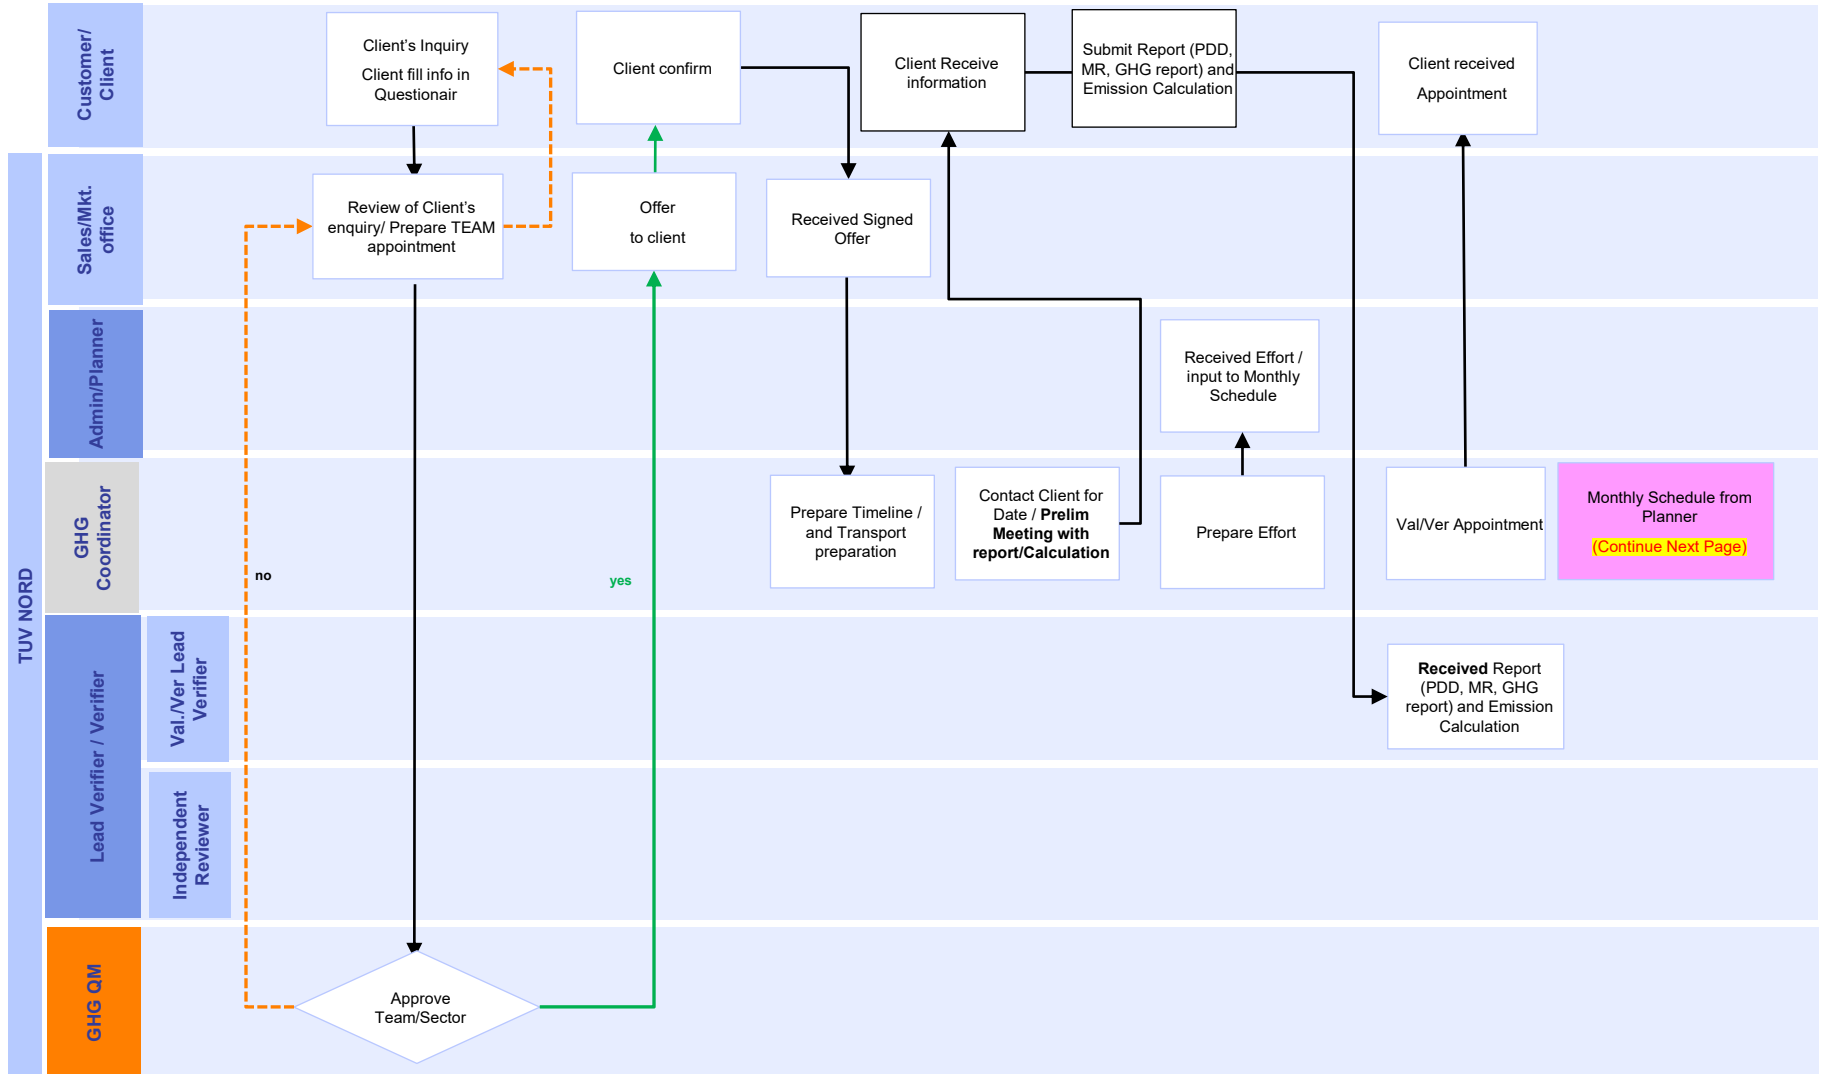 Customer/
Client
Client's Inquiry
Client fill info in
Questionair
Client confirm
Client Receive
information
Submit Report (PDD,
MR, GHG report) and
Emission Calculation
Client received
Appointment
TUV NORD
Sales/Mkt.
office
Review of Client's
enquiry/ Prepare TEAM
appointment
Offer
to client
Received Signed
Offer
Admin/Planner
Received Effort /
input to Monthly
Schedule
GHG
Coordinator
no
yes
Prepare Timeline /
and Transport
preparation
Contact Client for
Date / Prelim
Meeting with
report/Calculation
Prepare Effort
Val/Ver Appointment
Monthly Schedule from
Planner
(Continue Next Page)
Lead Verifier / Verifier
Val./Ver Lead
Verifier
Received Report
(PDD, MR, GHG
report) and Emission
Calculation
Independent
Reviewer
GHG QM
Approve
Team/Sector